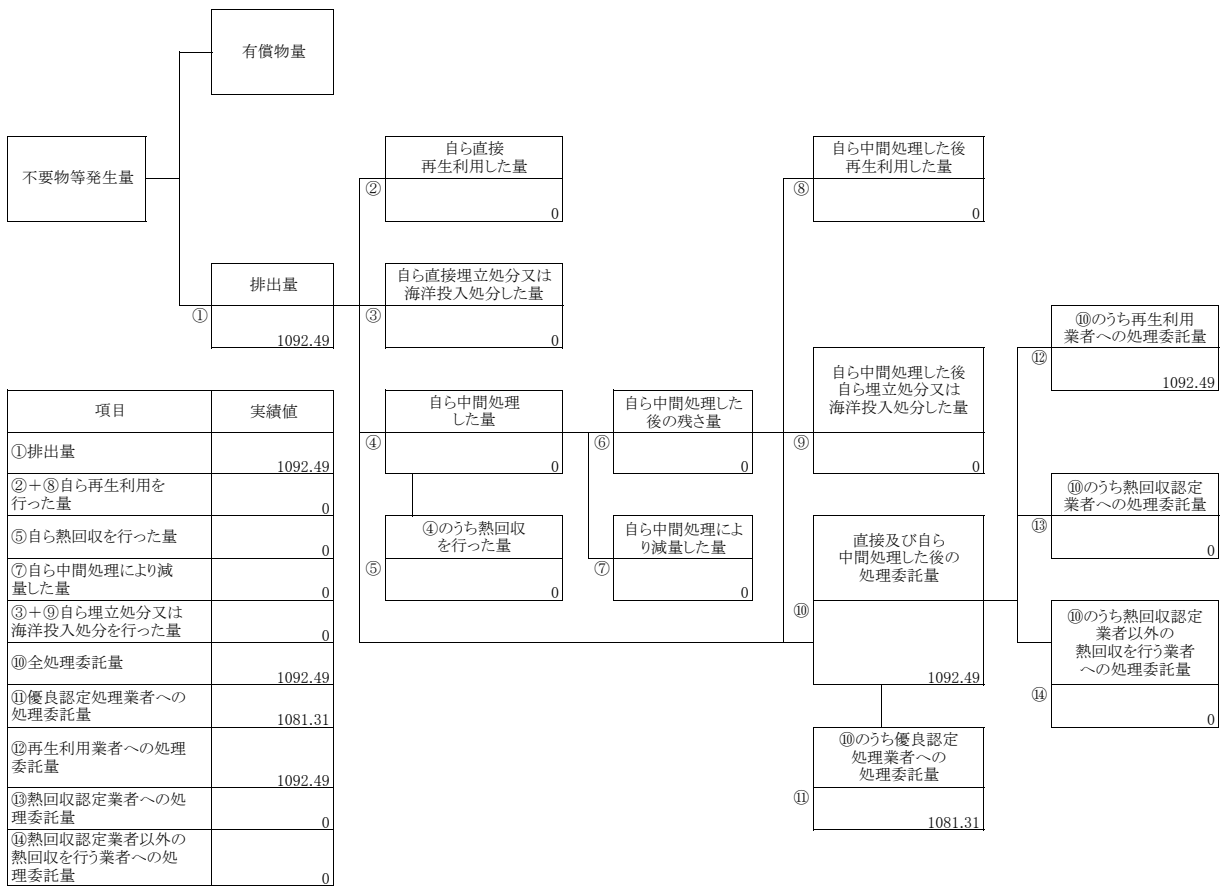 有償物量
不要物等発生量
排出量
①
1092.49
自ら直接
再生利用した量
②
0
自ら直接埋立処分又は
海洋投入処分した量
③
0
自ら中間処理
した量
④
0
④のうち熱回収
を行った量
⑤
0
自ら中間処理した
後の残さ量
⑥
0
自ら中間処理によ
り減量した量
⑦
0
自ら中間処理した後
再生利用した量
⑧
0
自ら中間処理した後
自ら埋立処分又は
海洋投入処分した量
⑨
0
直接及び自ら
中間処理した後の
処理委託量
⑩
1092.49
⑩のうち優良認定
処理業者への
処理委託量
⑪
1081.31
⑩のうち再生利用
業者への処理委託量
⑫
1092.49
⑩のうち熱回収認定
業者への処理委託量
⑬
0
⑩のうち熱回収認定
業者以外の
熱回収を行う業者
への処理委託量
⑭
0
項目 実績値
①排出量
1092.49
②+⑧自ら再生利用を
行った量
0
⑤自ら熱回収を行った量
0
⑦自ら中間処理により減
量した量
0
③+⑨自ら埋立処分又は
海洋投入処分を行った量
0
⑩全処理委託量
1092.49
⑪優良認定処理業者への
処理委託量
1081.31
⑫再生利用業者への処理
委託量
1092.49
⑬熱回収認定業者への処
理委託量
0
⑭熱回収認定業者以外の
熱回収を行う業者への処
理委託量
0